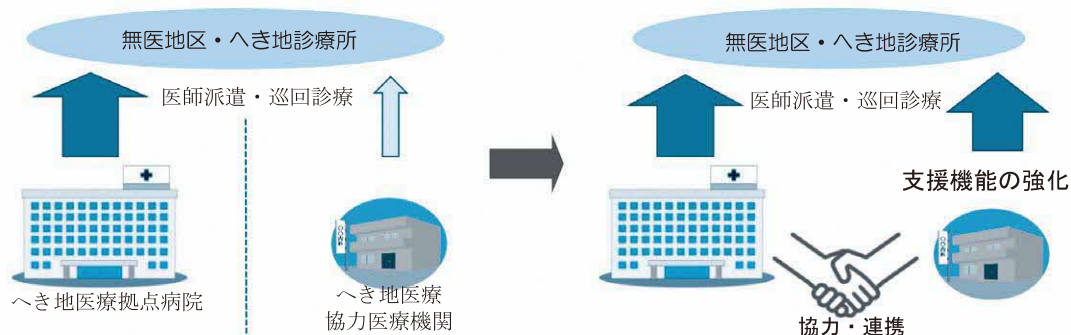 無医地区・へき地診療所
医師派遣・巡回診療
へき地医療拠点病院
へき地医療
協力医療機関
無医地区・へき地診療所
医師派遣・巡回診療
支援機能の強化
協力・連携